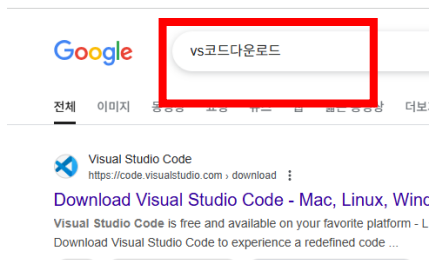 Google
vs코드다운로드
전체 이미지 더보
Visual Studio Code
https://code.visualstudio.com › download
Download Visual Studio Code - Mac, Linux, Wind
Visual Studio Code is free and available on your favorite platform - L
Download Visual Studio Code to experience a redefined code ...